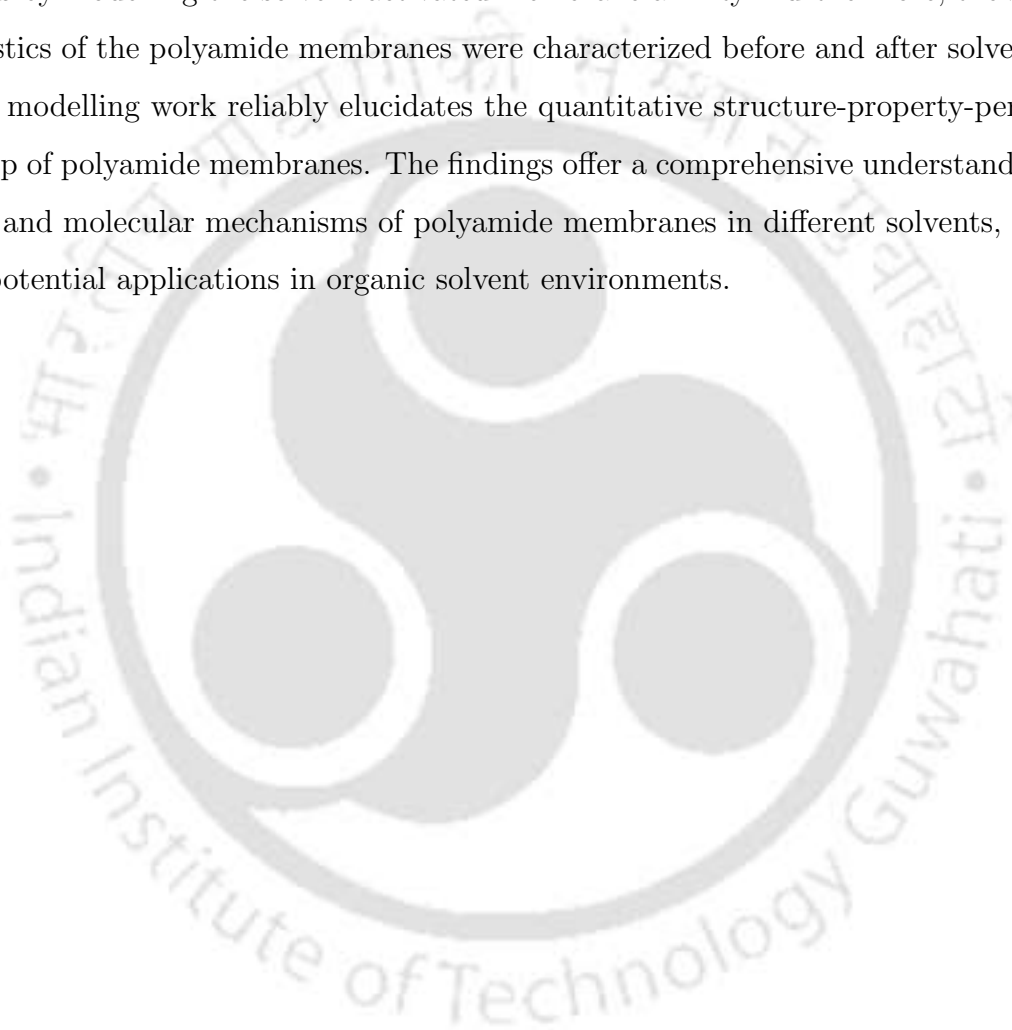 stics of the polyamide membranes were characterized before and after solve
modelling work reliably elucidates the quantitative structure-property-per
p of polyamide membranes. The findings offer a comprehensive understand
and molecular mechanisms of polyamide membranes in different solvents,
potential applications in organic solvent environments.
भारतीय प्रौद्योगिकी संस्थान गुवाहाटी
Indian Institute of Technology Guwahati